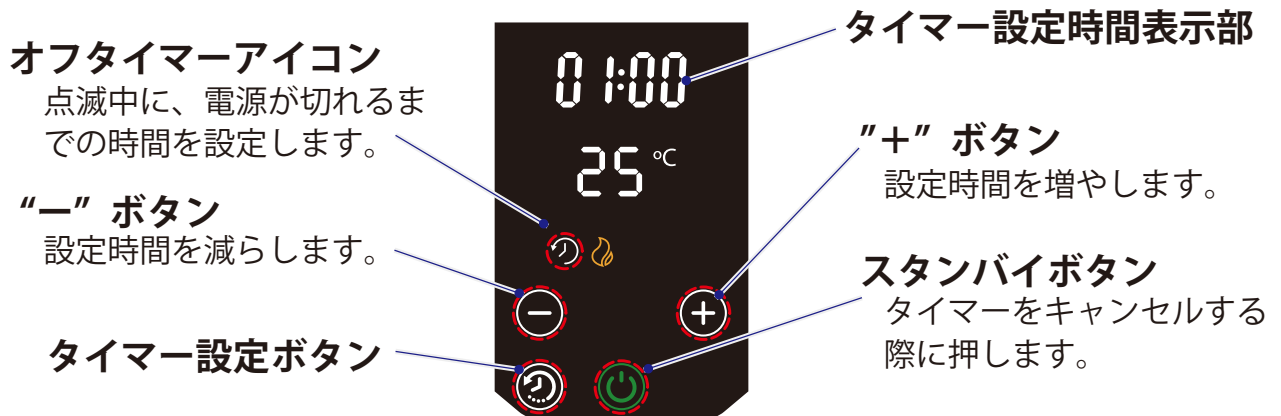 オフタイマーアイコン
点滅中に、電源が切れるま
での時間を設定します。
“ー” ボタン
設定時間を減らします。
タイマー設定ボタン
01:00
25 ℃
タイマー設定時間表示部
”＋” ボタン
設定時間を増やします。
スタンバイボタン
タイマーをキャンセルする
際に押します。